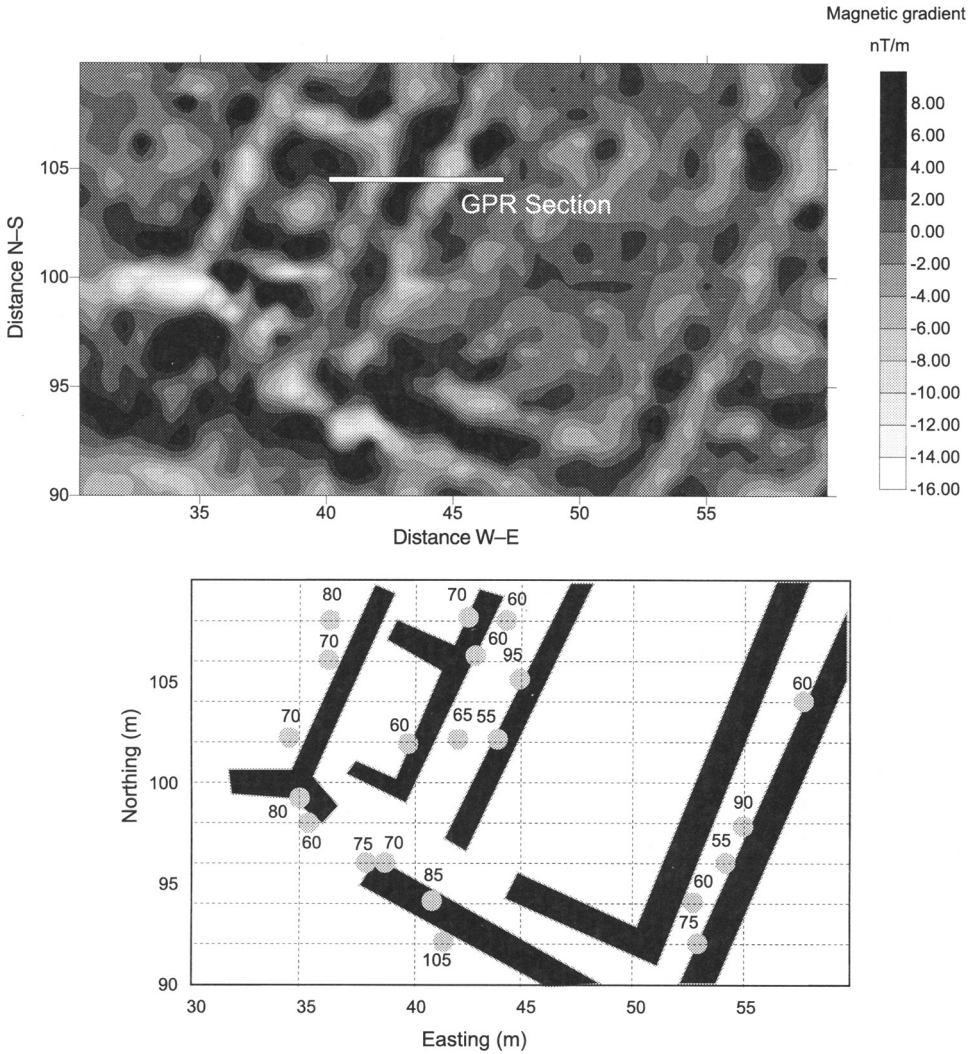 Magnetic gradient
nT/m
8.00
6.00
4.00
2.00
0.00
-2.00
-4.00
-6.00
-8.00
-10.00
-12.00
-14.00
-16.00
105
100
95
90
Distance N–S
GPR Section
35 40 45 50 55
Distance W–E
80 70 60
70 60 95
60
70 60 65 55
80
60
90
75 70 55
85 60
75
105
105
100
95
90
Northing (m)
30 35 40 45 50 55
Easting (m)